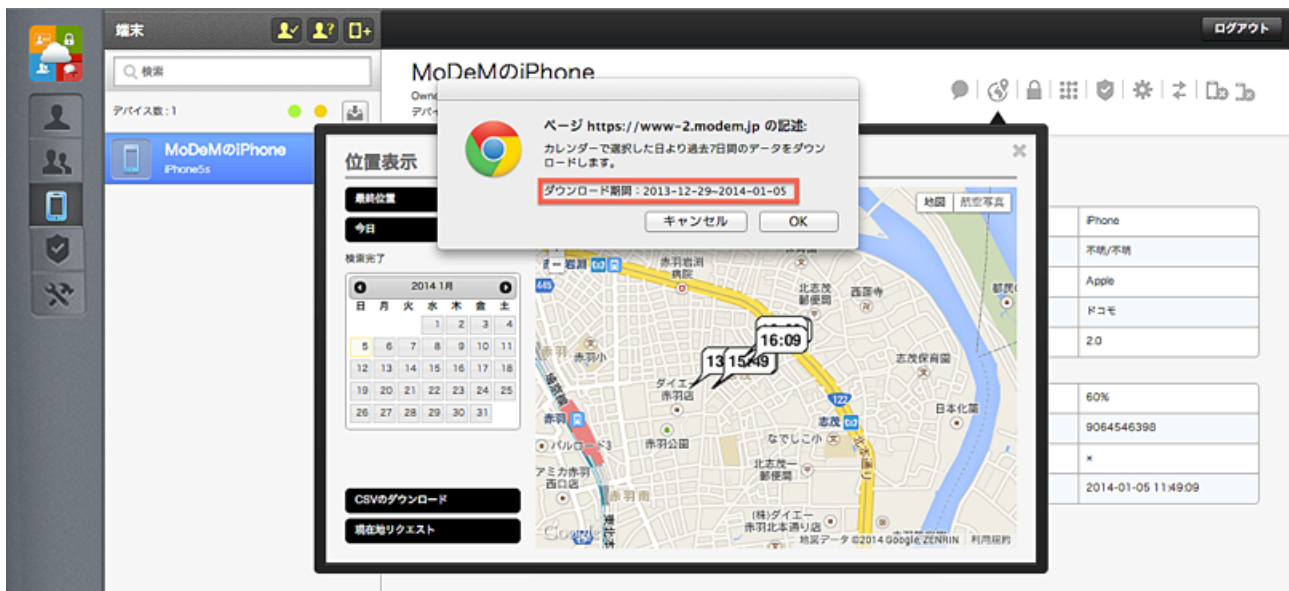 端末
ログアウト
検索
デバイス数:1
MoDeMのiPhone
iPhone5s
MoDeMのiPhone
ページ https://www-2.modem.jp の記述:
カレンダーで選択した日より過去7日間のデータをダウン
ロードします。
ダウンロード期間:2013-12-29~2014-01-05
キャンセル
OK
位置表示
最終位置
今日
検索完了
2014 1月
日 月 火 水 木 金 土
1 2 3 4
5 6 7 8 9 10 11
12 13 14 15 16 17 18
19 20 21 22 23 24 25
26 27 28 29 30 31
CSVのダウンロード
現在地リクエスト
地図
航空写真
赤羽岩淵
病院
北志茂
郵便局
西蓮寺
445
岩淵
赤羽小
16:09
13
15:49
志茂保育園
ダイエー
赤羽店
122
日本化薬
赤羽
志茂
パルロード3
赤羽公園
なでしこ小
北本通り
アミカ赤羽
西口店
北志茂一
郵便局
赤羽南
(株)ダイエー
赤羽北本通り店
Google
地図データ ©2014 Google, ZENRIN
利用規約
iPhone
不明/不明
Apple
ドコモ
2.0
60%
9064546398
×
2014-01-05 11:49:09